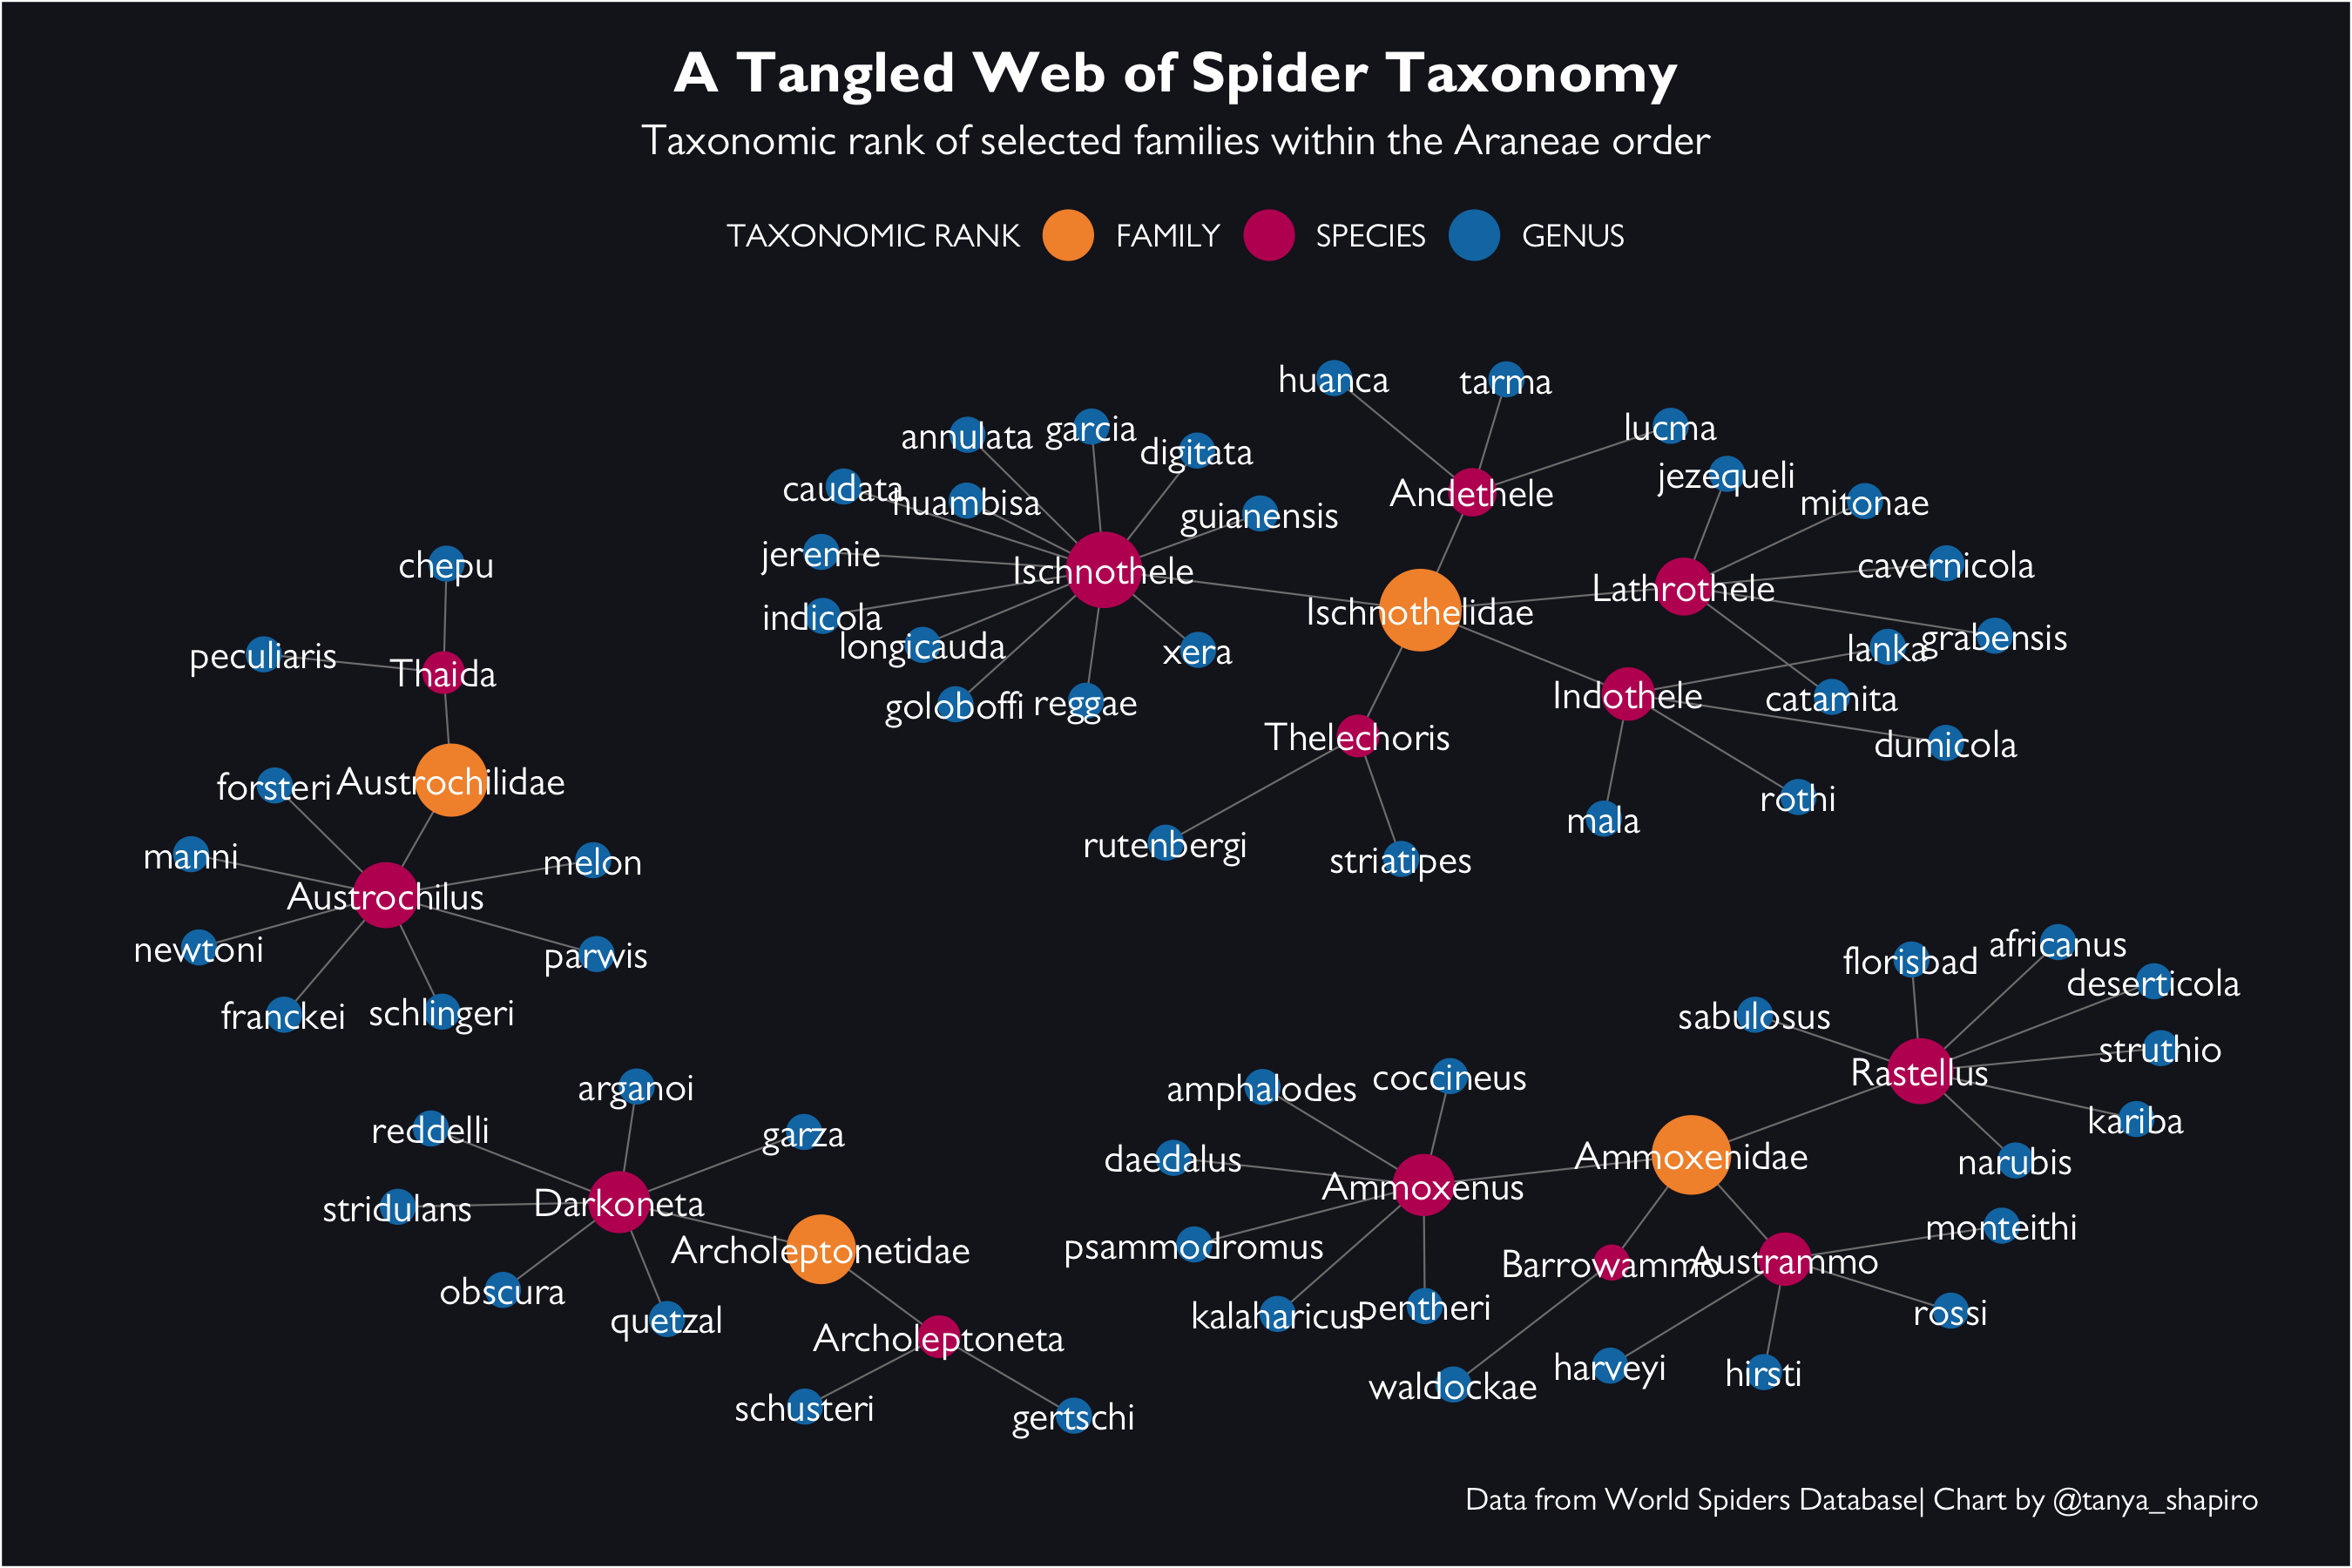 A Tangled Web of Spider Taxonomy
Taxonomic rank of selected families within the Araneae order
TAXONOMIC RANK FAMILY SPECIES GENUS
huanca
tarma
lucma
annulata
garcia
digitata
jezequeli
caudata
huambisa
guianensis
Andethele
mitonae
jeremie
Ischnothele
Ischnothelidae
Lathrothele
cavernicola
chepu
indicola
longicauda
xera
lanka
grabensis
peculiaris
Thaida
goloboffi
reggae
Indothele
catamita
Thelechoris
dumicola
forsteri
Austrochilidae
rutenbergi
striatipes
mala
rothi
manni
melon
Austrochilus
newtoni
parwis
franckei
schlingeri
florisbad
africanus
deserticola
sabulosus
struthio
Rastellus
kariba
narubis
arganoi
reddelli
garza
stridulans
Darkoneta
Archoleptonetidae
obscura
quetzal
Archoleptoneta
schusteri
gertschi
amphalodes
coccineus
daedalus
Ammoxenus
Ammoxenidae
psammodromus
kalaharicus
pentheri
Barrowammo
Austrammo
monteithi
rossi
waldockae
harveyi
hirsti
Data from World Spiders Database| Chart by @tanya_shapiro